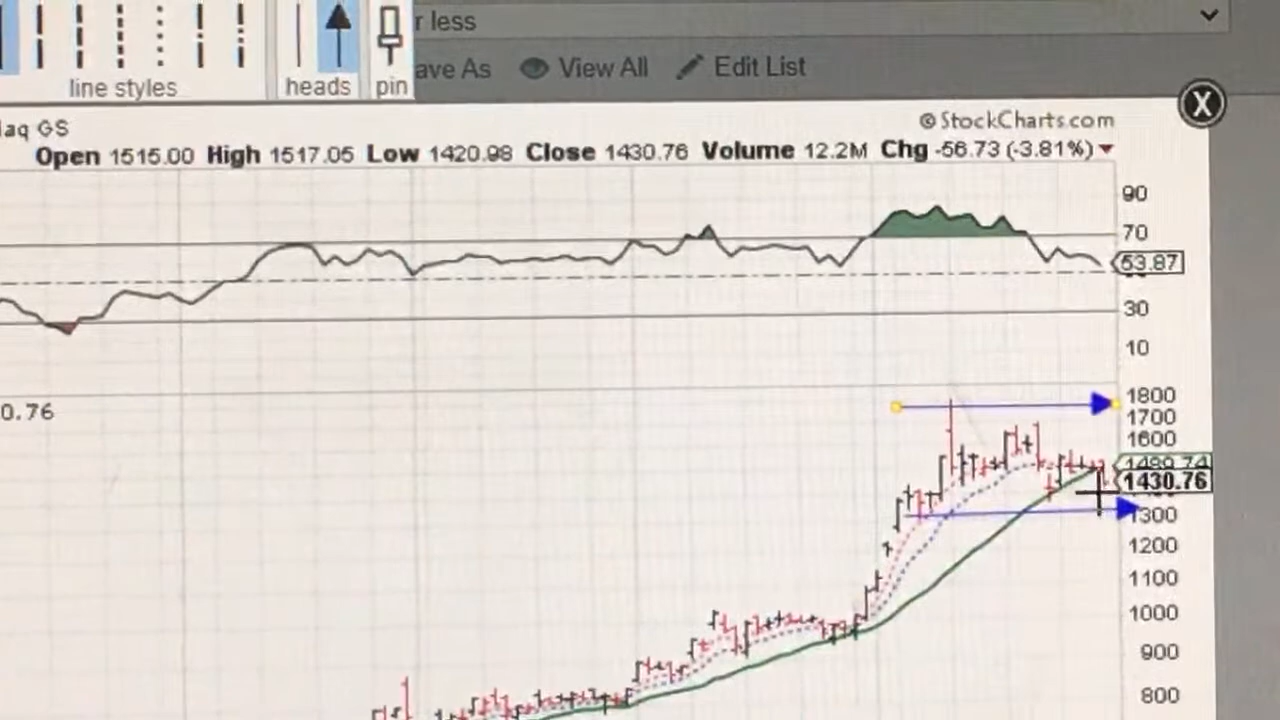 r less
line styles
heads
pin
ave As
View All
Edit List
X
aq GS
© StockCharts.com
Open 1515.00 High 1517.05 Low 1420.98 Close 1430.76 Volume 12.2M Chg -56.73 (-3.81%)
90
70
53.87
30
10
0.76
1800
1700
1600
1430.76
1300
1200
1100
1000
900
800